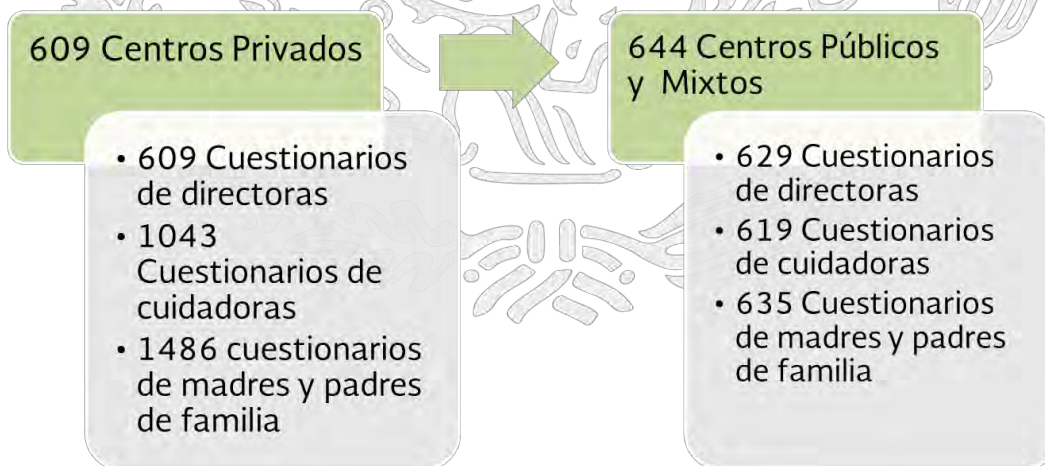 609 Centros Privados
• 609 Cuestionarios
de directoras
• 1043
Cuestionarios de
cuidadoras
• 1486 cuestionarios
de madres y padres
de familia
644 Centros Públicos
y Mixtos
• 629 Cuestionarios
de directoras
• 619 Cuestionarios
de cuidadoras
• 635 Cuestionarios
de madres y padres
de familia